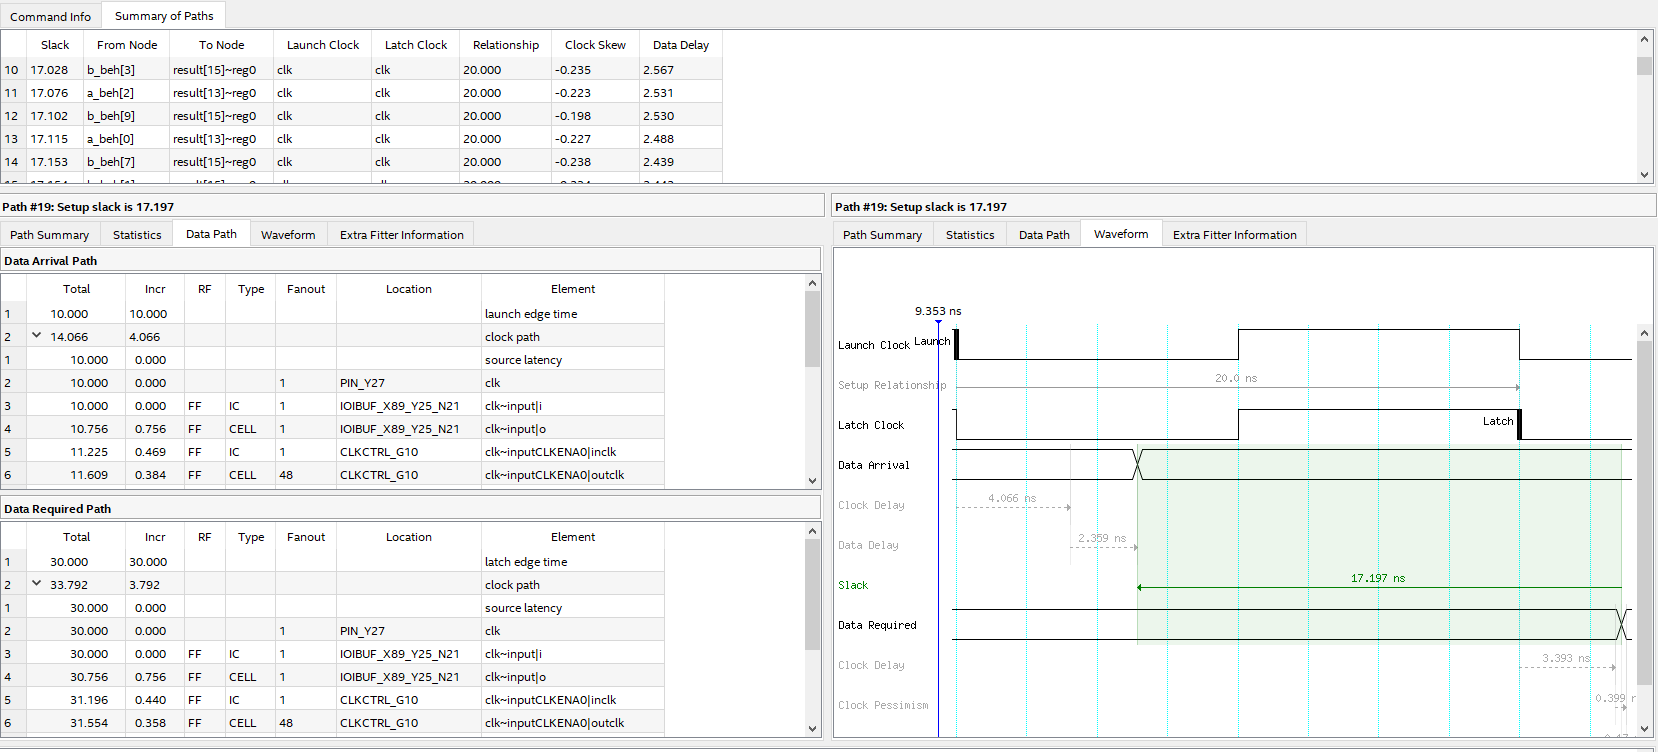 Command Info Summary of Paths
Slack From Node To Node Launch Clock Latch Clock Relationship Clock Skew Data Delay
10 17.028 b_beh[3] result[15]~reg0 clk clk 20.000 -0.235 2.567
11 17.076 a_beh[2] result[13]~reg0 clk clk 20.000 -0.223 2.531
12 17.102 b_beh[9] result[15]~reg0 clk clk 20.000 -0.198 2.530
13 17.115 a_beh[0] result[13]~reg0 clk clk 20.000 -0.227 2.488
14 17.153 b_beh[7] result[15]~reg0 clk clk 20.000 -0.238 2.439
Path #19: Setup slack is 17.197
Path Summary Statistics Data Path Waveform Extra Fitter Information
Data Arrival Path
Total Incr RF Type Fanout Location Element
1 10.000 10.000 launch edge time
2 14.066 4.066 clock path
1 10.000 0.000 source latency
2 10.000 0.000 1 PIN_Y27 clk
3 10.000 0.000 FF IC 1 IOIBUF_X89_Y25_N21 clk~input|i
4 10.756 0.756 FF CELL 1 IOIBUF_X89_Y25_N21 clk~input|o
5 11.225 0.469 FF IC 1 CLKCTRL_G10 clk~inputCLKENA0|inclk
6 11.609 0.384 FF CELL 48 CLKCTRL_G10 clk~inputCLKENA0|outclk
Data Required Path
Total Incr RF Type Fanout Location Element
1 30.000 30.000 latch edge time
2 33.792 3.792 clock path
1 30.000 0.000 source latency
2 30.000 0.000 1 PIN_Y27 clk
3 30.000 0.000 FF IC 1 IOIBUF_X89_Y25_N21 clk~input|i
4 30.756 0.756 FF CELL 1 IOIBUF_X89_Y25_N21 clk~input|o
5 31.196 0.440 FF IC 1 CLKCTRL_G10 clk~inputCLKENA0|inclk
6 31.554 0.358 FF CELL 48 CLKCTRL_G10 clk~inputCLKENA0|outclk
Path #19: Setup slack is 17.197
Path Summary Statistics Data Path Waveform Extra Fitter Information
9.353 ns
Launch Clock Launch
Setup Relationship 20.0 ns
Latch Clock Latch
Data Arrival
Clock Delay 4.066 ns
Data Delay 2.359 ns
Slack 17.197 ns
Data Required
Clock Delay 3.393 ns
Clock Pessimism 0.399